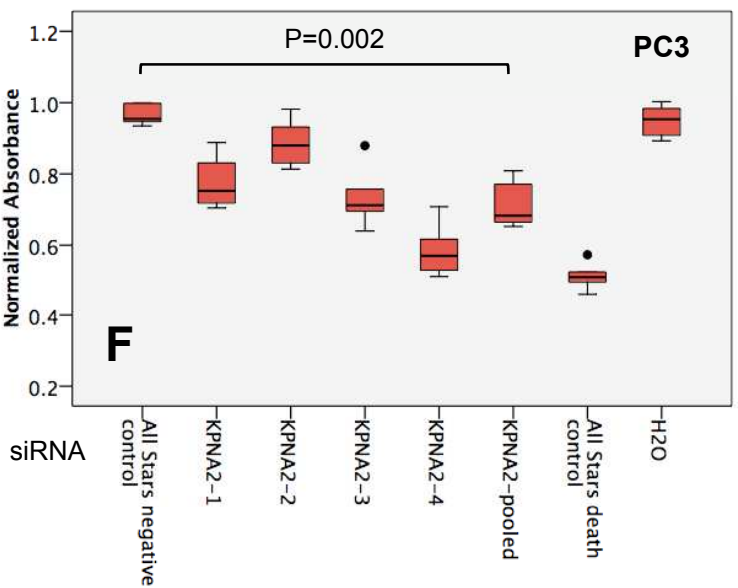 P=0.002
PC3
Normalized Absorbance
1.2
1.0
0.8
0.6
0.4
0.2
F
siRNA
All Stars negative
control
KPNA2-1
KPNA2-2
KPNA2-3
KPNA2-4
KPNA2-pooled
All Stars death
control
H2O